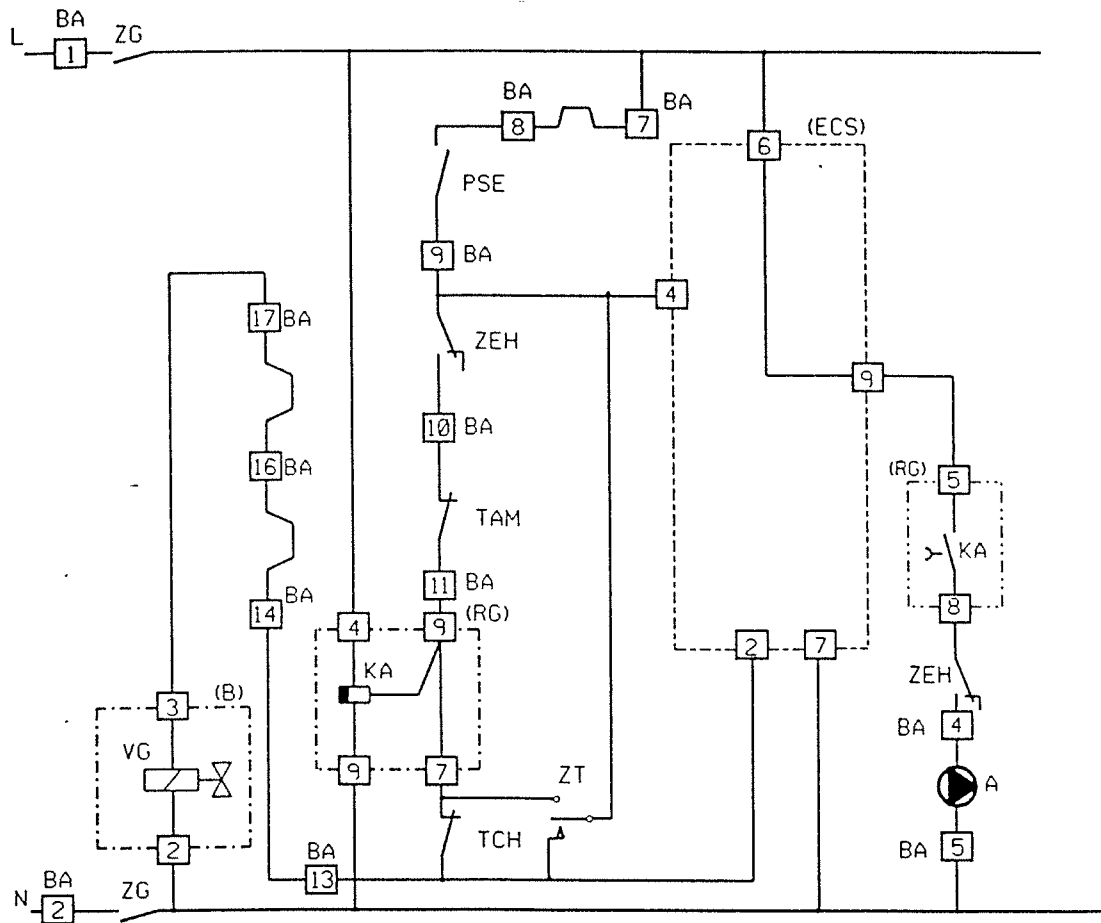 L BA 1 ZG
BA 8 7 BA
6 (ECS)
PSE
9 BA
4
17 BA
ZEH
9
10 BA
16 BA
(RG) 5
TAM
KA
11 BA
14 BA
4 9 (RG)
8
KA
2 7
ZEH
3 (B)
BA 4
VG
9 7
ZT
A
TCH
2
BA 5
BA
13
N BA 2 ZG